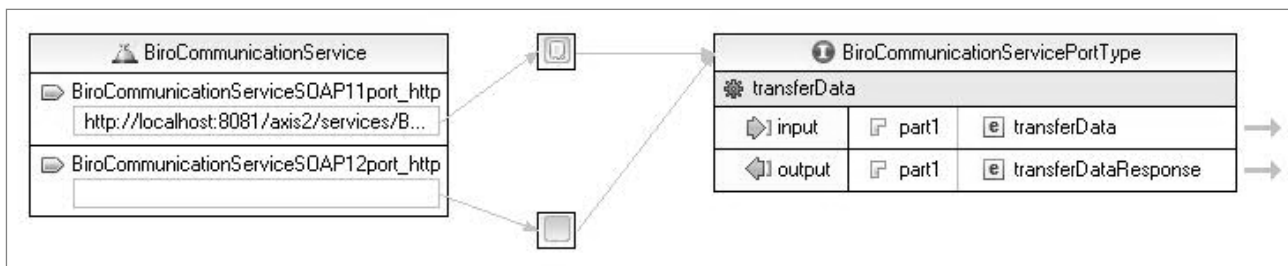 BiroCommunicationService
BiroCommunicationServiceSOAP11port_http
http://localhost:8081/axis2/services/B...
BiroCommunicationServiceSOAP12port_http
BiroCommunicationServicePortType
transferData
input part1 e transferData
output part1 e transferDataResponse